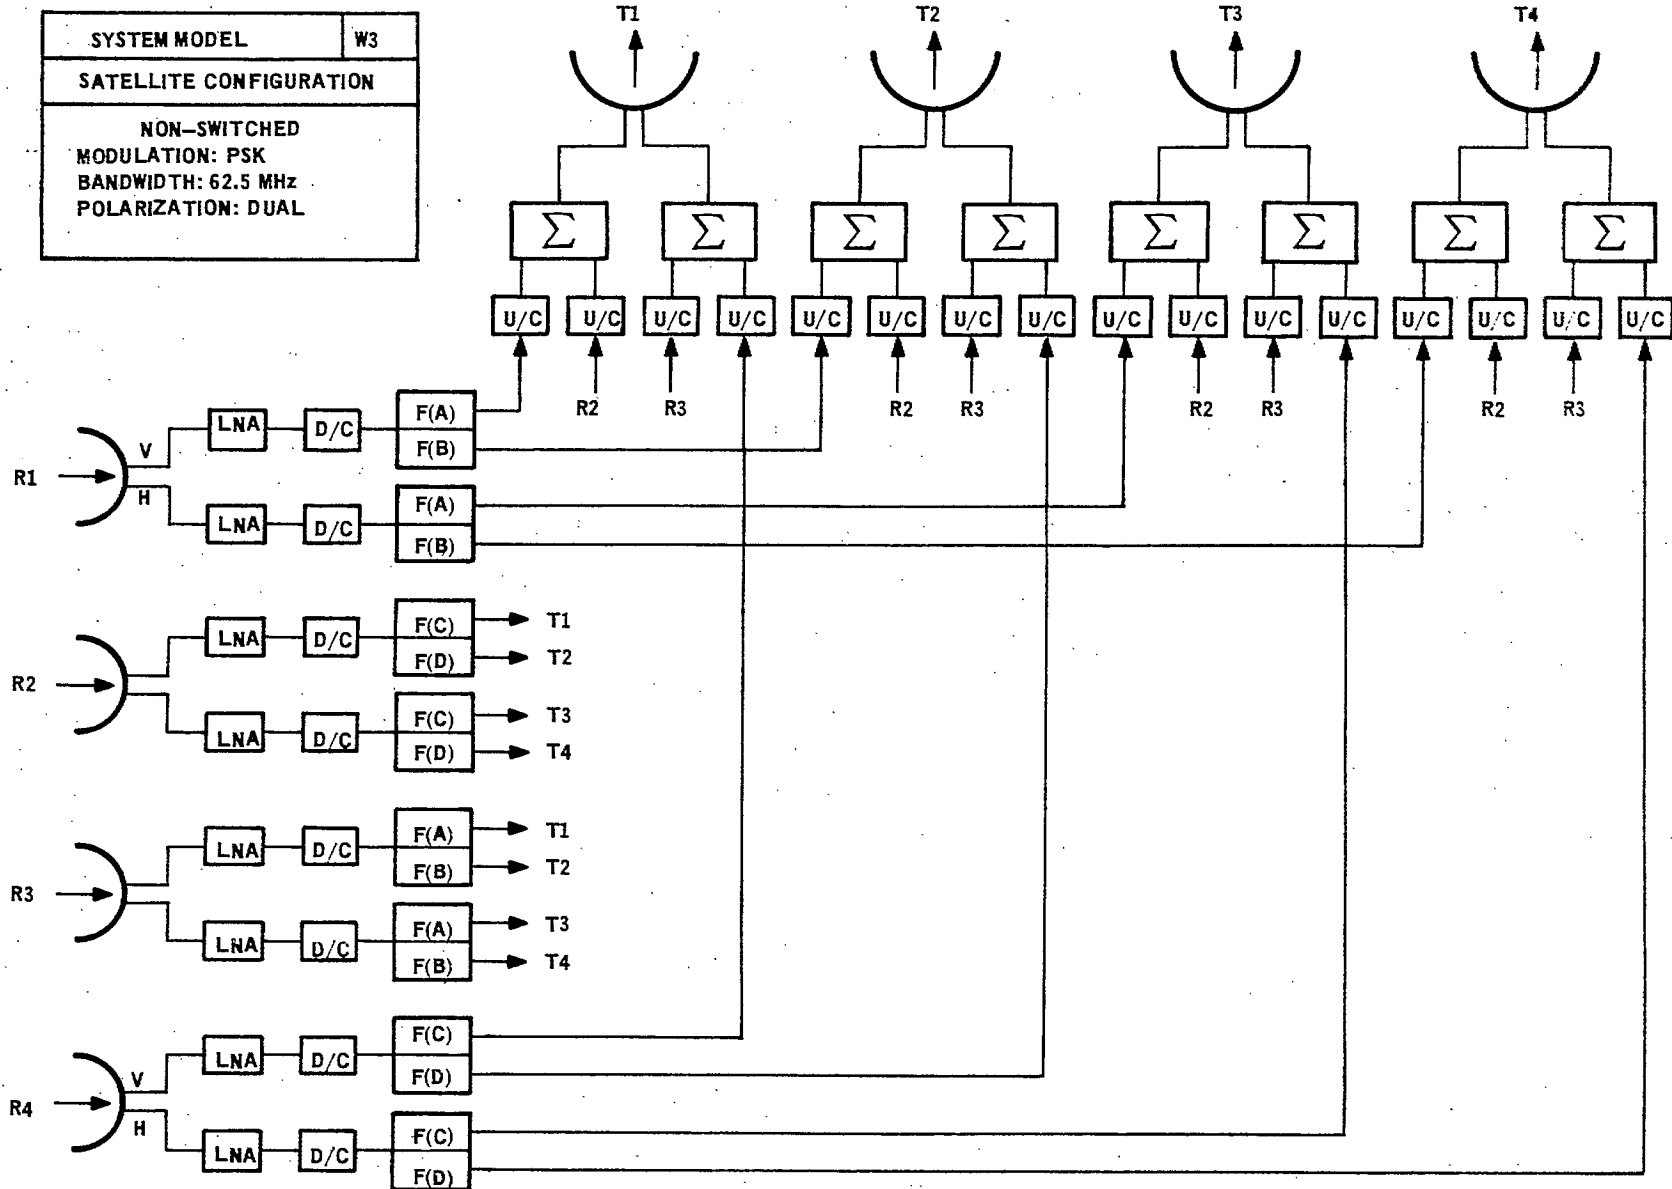 SYSTEM MODEL W3
SATELLITE CONFIGURATION
NON-SWITCHED
MODULATION: PSK
BANDWIDTH: 62.5 MHz
POLARIZATION: DUAL
T1 T2 T3 T4
Σ Σ Σ Σ Σ Σ Σ Σ
U/C U/C U/C U/C U/C U/C U/C U/C U/C U/C U/C U/C U/C U/C U/C U/C
R2 R3 R2 R3 R2 R3 R2 R3
R1
V LNA D/C F(A)
F(B)
H LNA D/C F(A)
F(B)
R2
LNA D/C F(C) T1
F(D) T2
LNA D/C F(C) T3
F(D) T4
R3
LNA D/C F(A) T1
F(B) T2
LNA D/C F(A) T3
F(B) T4
R4
V LNA D/C F(C)
F(D)
H LNA D/C F(C)
F(D)